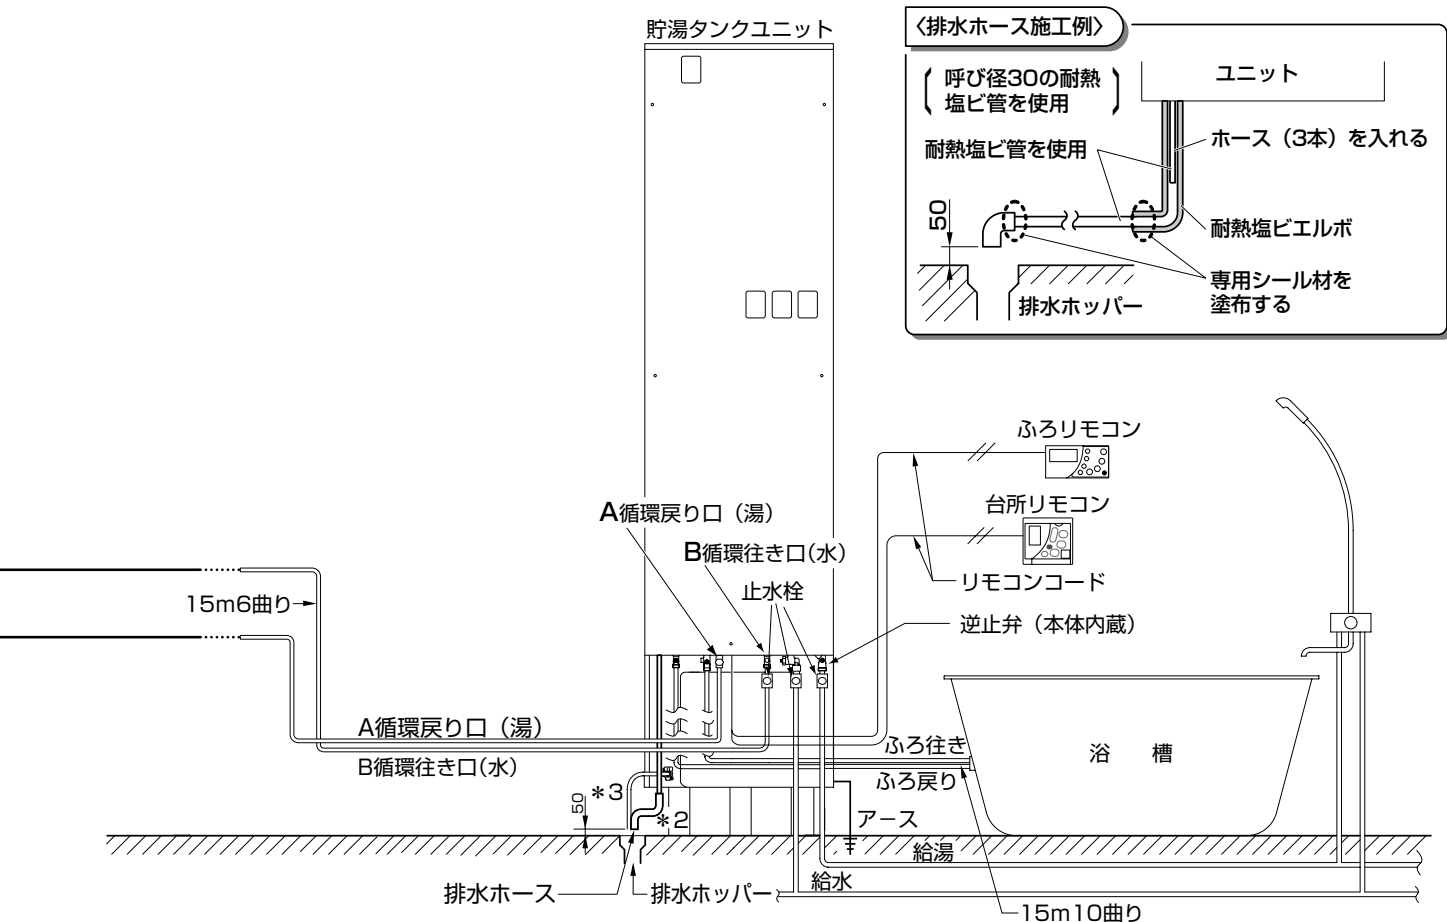 貯湯タンクユニット
〈排水ホース施工例〉
呼び径30の耐熱
塩ビ管を使用
ユニット
耐熱塩ビ管を使用
ホース（3本）を入れる
50
耐熱塩ビエルボ
専用シール材を
塗布する
排水ホッパー
ふろリモコン
台所リモコン
A循環戻り口（湯）
B循環往き口(水)
リモコンコード
止水栓
15m6曲り
逆止弁（本体内蔵）
A循環戻り口（湯）
B循環往き口(水)
ふろ往き
ふろ戻り
浴　槽
＊3
50
＊2
アース
給湯
給水
排水ホース
排水ホッパー
15m10曲り